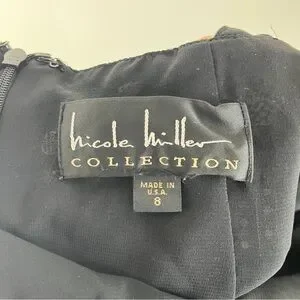 nicole miller
COLLECTION
MADE IN
U.S.A.
8